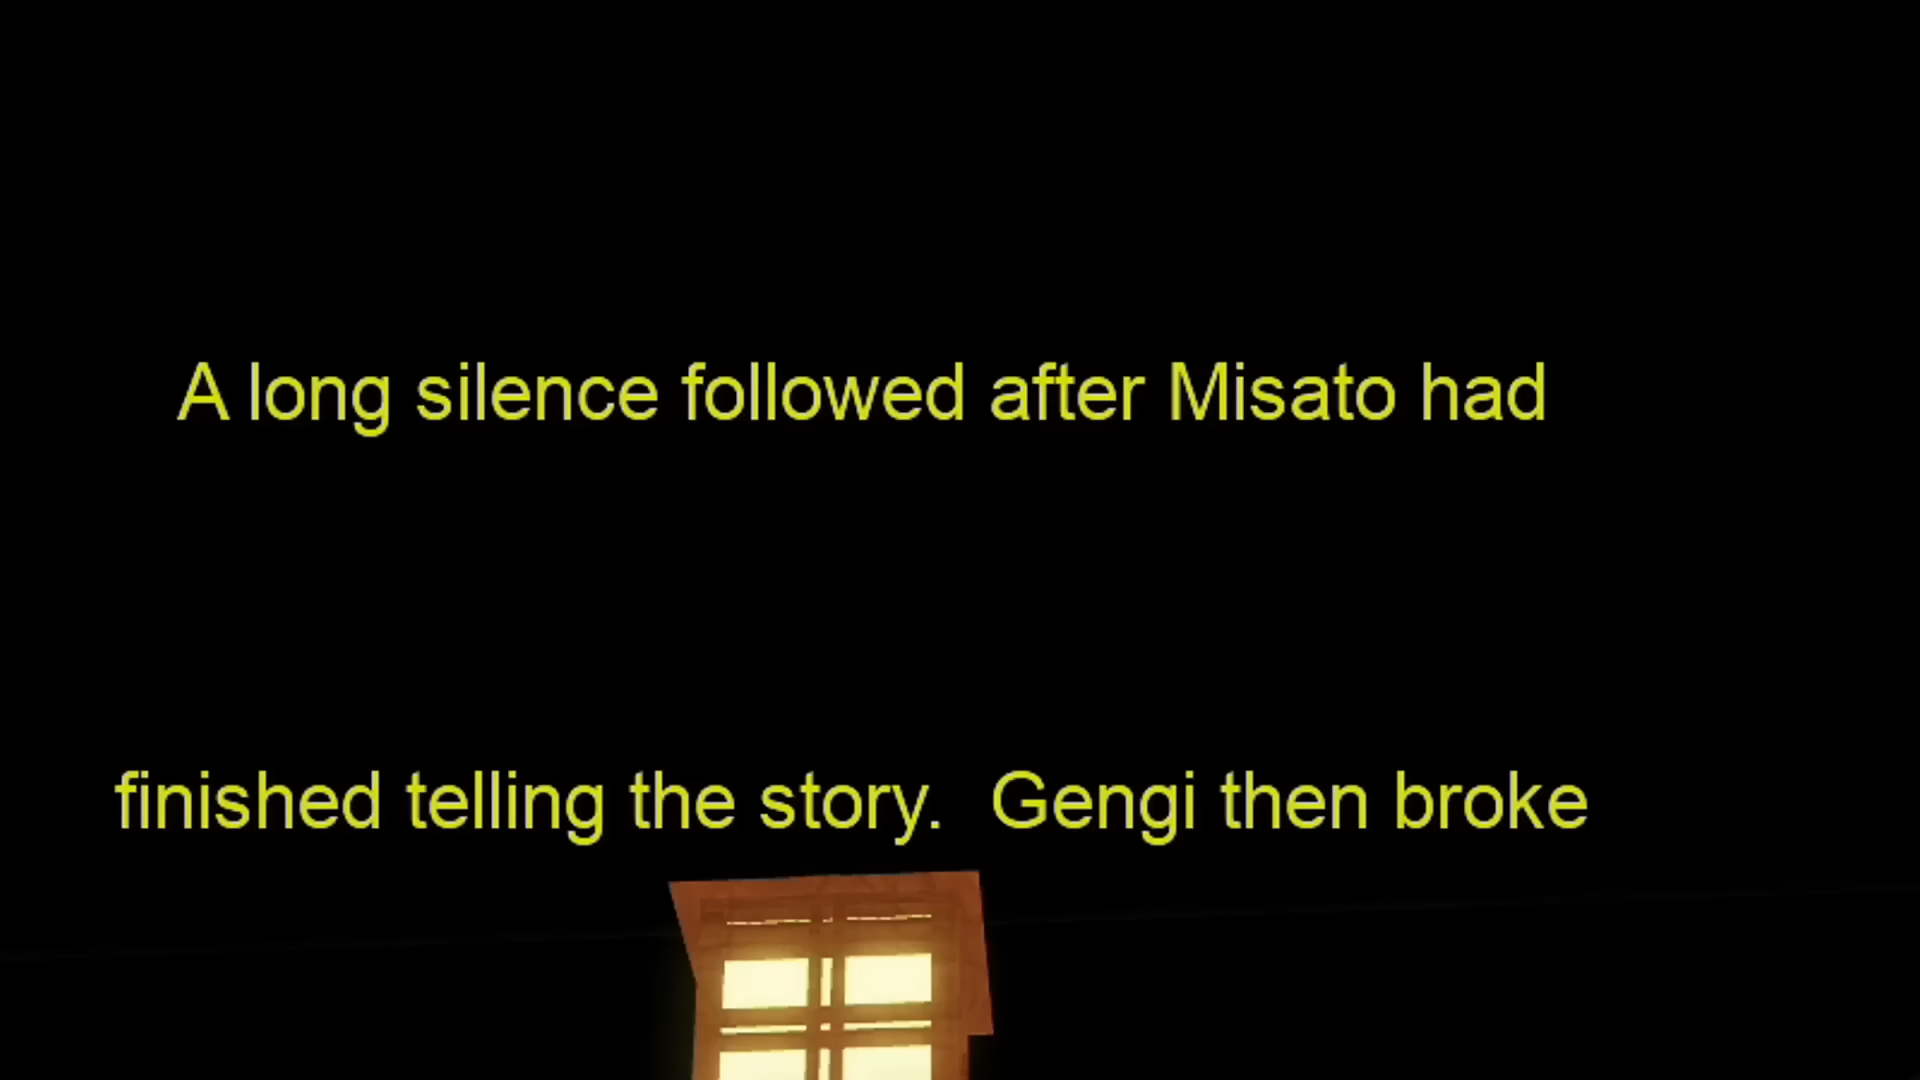 A long silence followed after Misato had
finished telling the story.  Gengi then broke